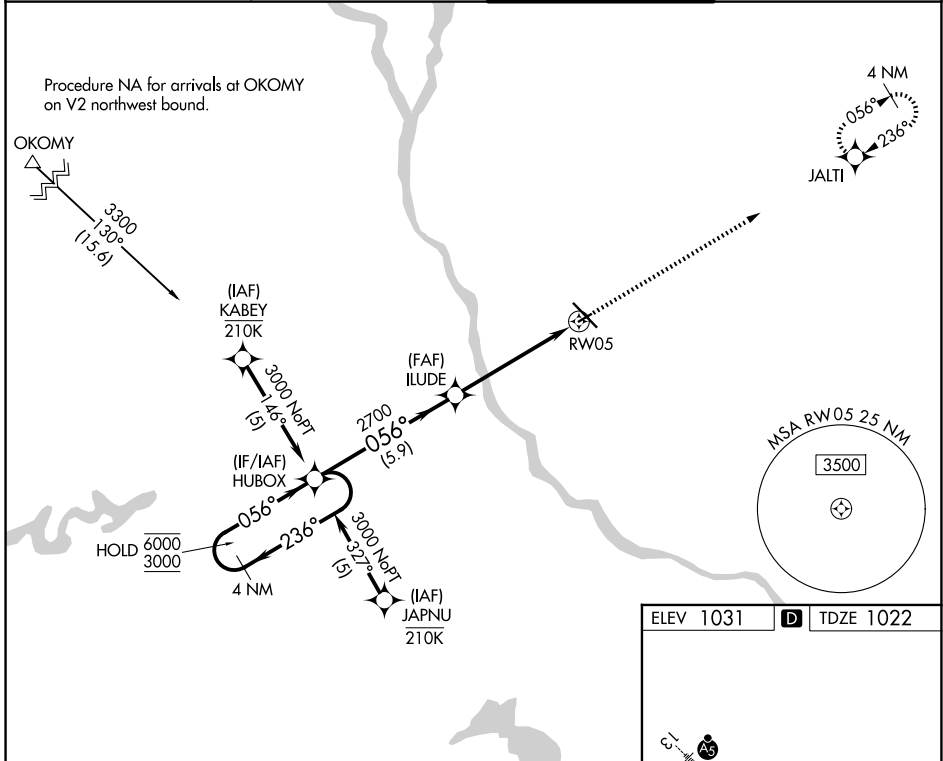 Procedure NA for arrivals at OKOMY
on V2 northwest bound.
OKOMY
3300
130°
(15.6)
4 NM
056°
236°
JALTI
(IAF)
KABEY
210K
3000 NoPT
146°
(5)
(FAF)
ILUDE
RW05
2700
056°
(5.9)
(IF/IAF)
HUBOX
056°
236°
HOLD
6000
3000
4 NM
3000 NoPT
327°
(5)
(IAF)
JAPNU
210K
MSA RW05 25 NM
3500
ELEV 1031
D
TDZE 1022
13
A5